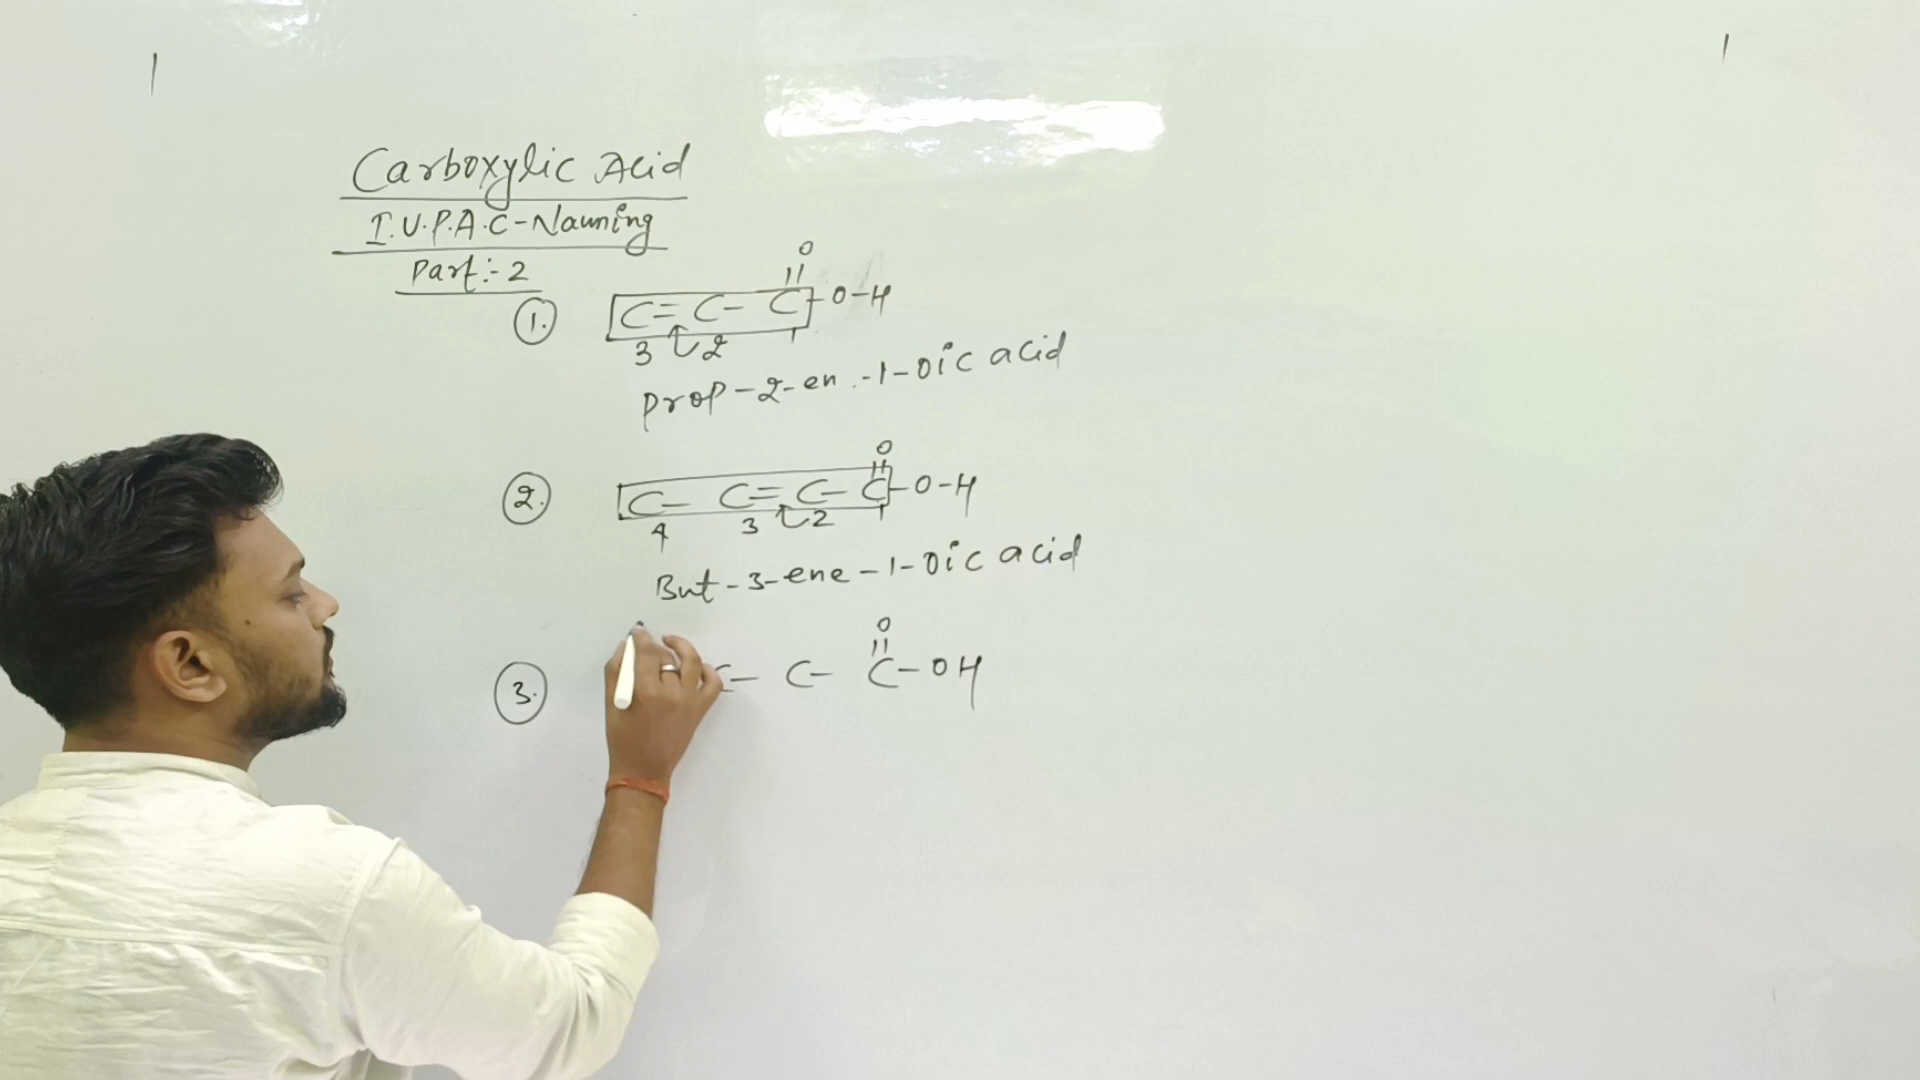 Carboxylic Acid
I.U.P.A.C-Nauning
Part:-2
O
||
1. C=C-C-O-H
3 2 1
Prop-2-en-1-oic acid
O
||
2. C-C=C-C-O-H
4 3 2 1
But-3-ene-1-oic acid
O
||
3. C-C-C-OH